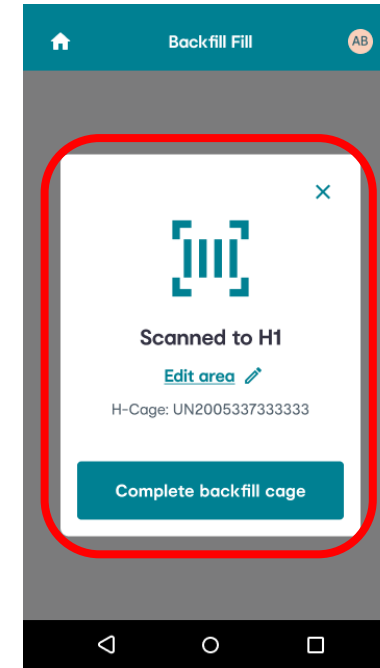 Backfill Fill
AB
Scanned to H1
Edit area
H-Cage: UN2005337333333
Complete backfill cage